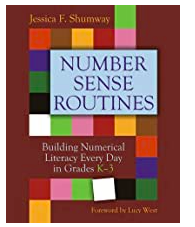 Jessica F. Shumway
NUMBER
SENSE
ROUTINES
Building Numerical
Literacy Every Day
in Grades K–3
Foreword by Lucy West